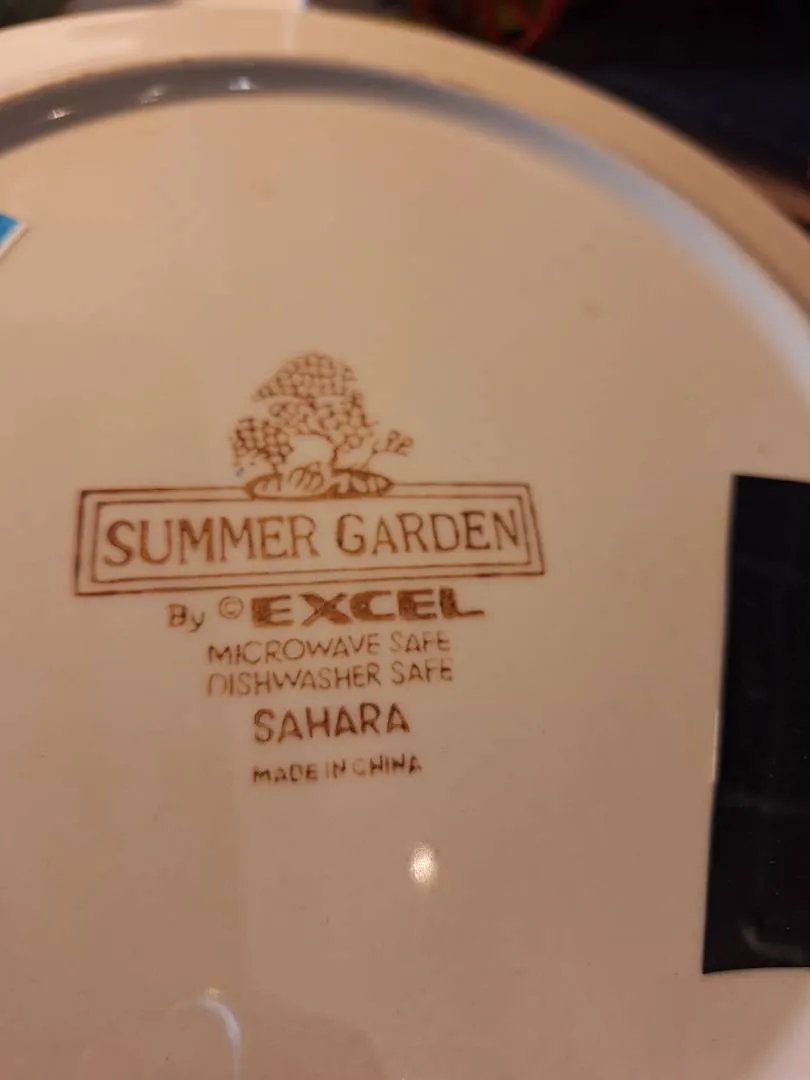 SUMMER GARDEN
By © EXCEL
MICROWAVE SAFE
DISHWASHER SAFE
SAHARA
MADE IN CHINA